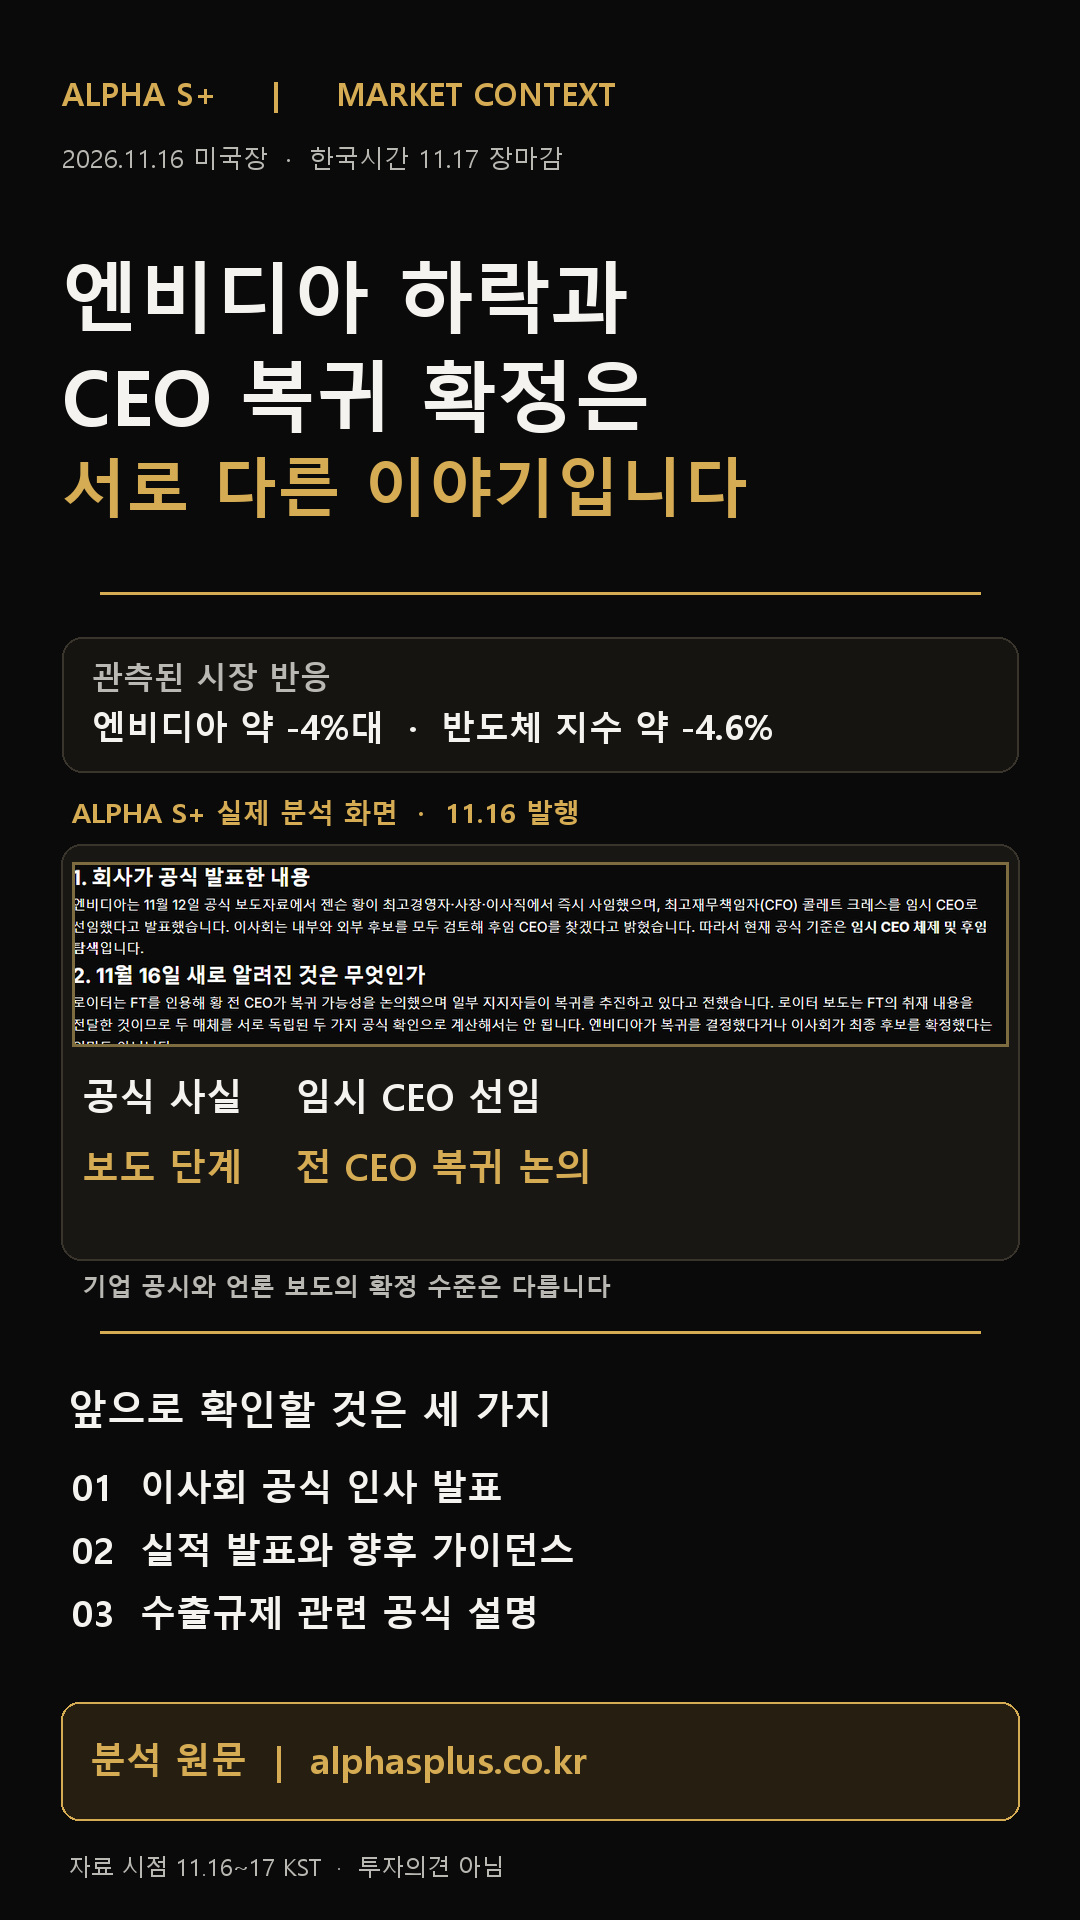 ALPHA S+ | MARKET CONTEXT
2026.11.16 미국장 · 한국시간 11.17 장마감
엔비디아 하락과
CEO 복귀 확정은
서로 다른 이야기입니다
관측된 시장 반응
엔비디아 약 -4%대 · 반도체 지수 약 -4.6%
ALPHA S+ 실제 분석 화면 · 11.16 발행
1. 회사가 공식 발표한 내용
엔비디아는 11월 12일 공식 보도자료에서 젠슨 황이 최고경영자·사장·이사직에서 즉시 사임했으며, 최고재무책임자(CFO) 콜레트 크레스를 임시 CEO로
선임했다고 발표했습니다. 이사회는 내부와 외부 후보를 모두 검토해 후임 CEO를 찾겠다고 밝혔습니다. 따라서 현재 공식 기준은 임시 CEO 체제 및 후임
탐색입니다.
2. 11월 16일 새로 알려진 것은 무엇인가
로이터는 FT를 인용해 황 전 CEO가 복귀 가능성을 논의했으며 일부 지지자들이 복귀를 추진하고 있다고 전했습니다. 로이터 보도는 FT의 취재 내용을
전달한 것이므로 두 매체를 서로 독립된 두 가지 공식 확인으로 계산해서는 안 됩니다. 엔비디아가 복귀를 결정했다거나 이사회가 최종 후보를 확정했다는
공식 사실 임시 CEO 선임
보도 단계 전 CEO 복귀 논의
기업 공시와 언론 보도의 확정 수준은 다릅니다
앞으로 확인할 것은 세 가지
01 이사회 공식 인사 발표
02 실적 발표와 향후 가이던스
03 수출규제 관련 공식 설명
분석 원문 | alphasplus.co.kr
자료 시점 11.16~17 KST · 투자의견 아님